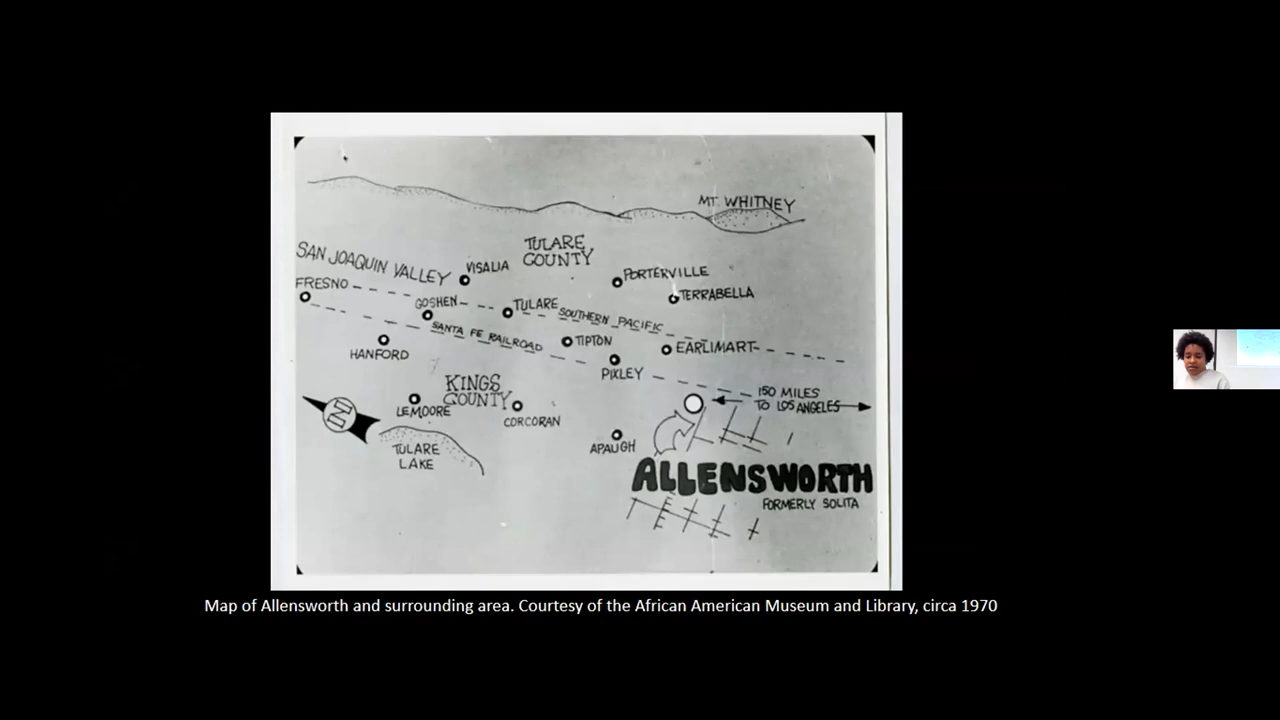 MT. WHITNEY
TULARE
COUNTY
SAN JOAQUIN VALLEY
VISALIA
PORTERVILLE
FRESNO
TERRABELLA
GOSHEN
TULARE
SOUTHERN PACIFIC
SANTA FE RAILROAD
TIPTON
EARLIMART
HANFORD
PIXLEY
KINGS
COUNTY
150 MILES
TO LOS ANGELES
N
LEMOORE
CORCORAN
TULARE
LAKE
APAUGH
ALLENSWORTH
FORMERLY SOLITA
Map of Allensworth and surrounding area. Courtesy of the African American Museum and Library, circa 1970